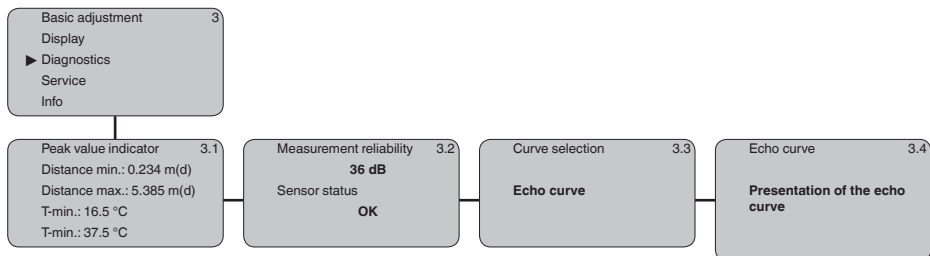 Basic adjustment 3
Display
▶ Diagnostics
Service
Info
Peak value indicator 3.1
Distance min.: 0.234 m(d)
Distance max.: 5.385 m(d)
T-min.: 16.5 °C
T-min.: 37.5 °C
Measurement reliability 3.2
36 dB
Sensor status
OK
Curve selection 3.3
Echo curve
Echo curve 3.4
Presentation of the echo
curve